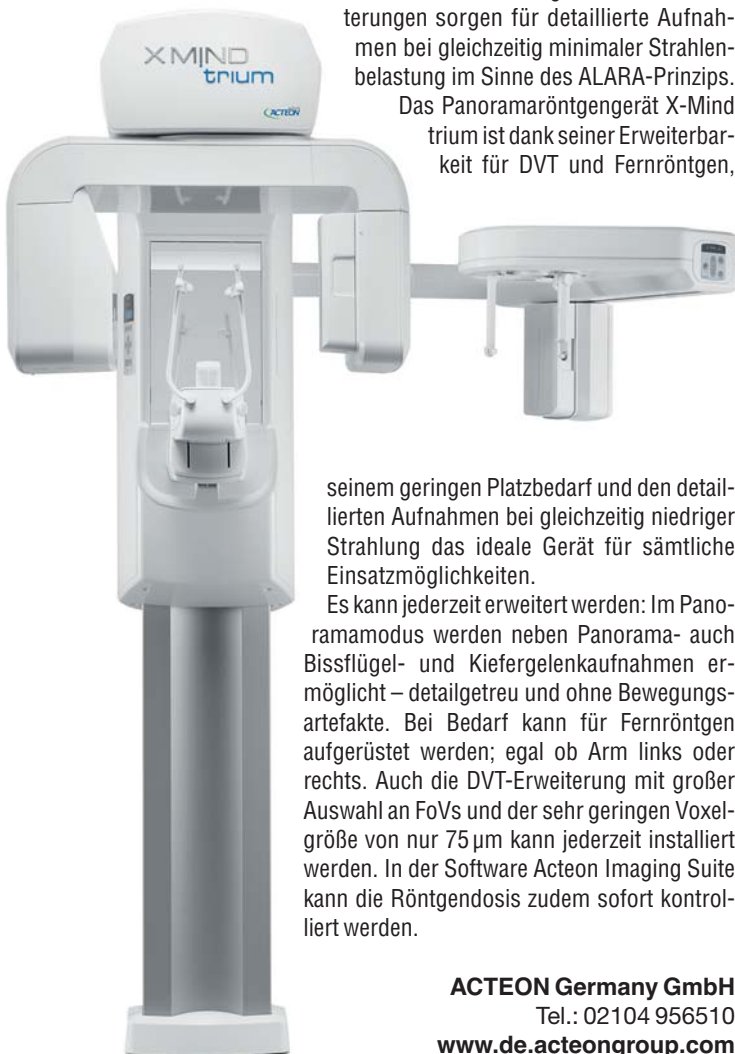 terungen sorgen für detaillierte Aufnah-
men bei gleichzeitig minimaler Strahlen-
belastung im Sinne des ALARA-Prinzips.
Das Panoramaröntgengerät X-Mind
trium ist dank seiner Erweiterbar-
keit für DVT und Fernröntgen,
X MIND
trium
ACTEON
seinem geringen Platzbedarf und den detail-
lierten Aufnahmen bei gleichzeitig niedriger
Strahlung das ideale Gerät für sämtliche
Einsatzmöglichkeiten.
Es kann jederzeit erweitert werden: Im Pano-
ramamodus werden neben Panorama- auch
Bissflügel- und Kiefergelenkaufnahmen er-
möglicht – detailgetreu und ohne Bewegungs-
artefakte. Bei Bedarf kann für Fernröntgen
aufgerüstet werden; egal ob Arm links oder
rechts. Auch die DVT-Erweiterung mit großer
Auswahl an FoVs und der sehr geringen Voxel-
größe von nur 75 µm kann jederzeit installiert
werden. In der Software Acteon Imaging Suite
kann die Röntgendosis zudem sofort kontrol-
liert werden.
ACTEON Germany GmbH
Tel.: 02104 956510
www.de.acteongroup.com